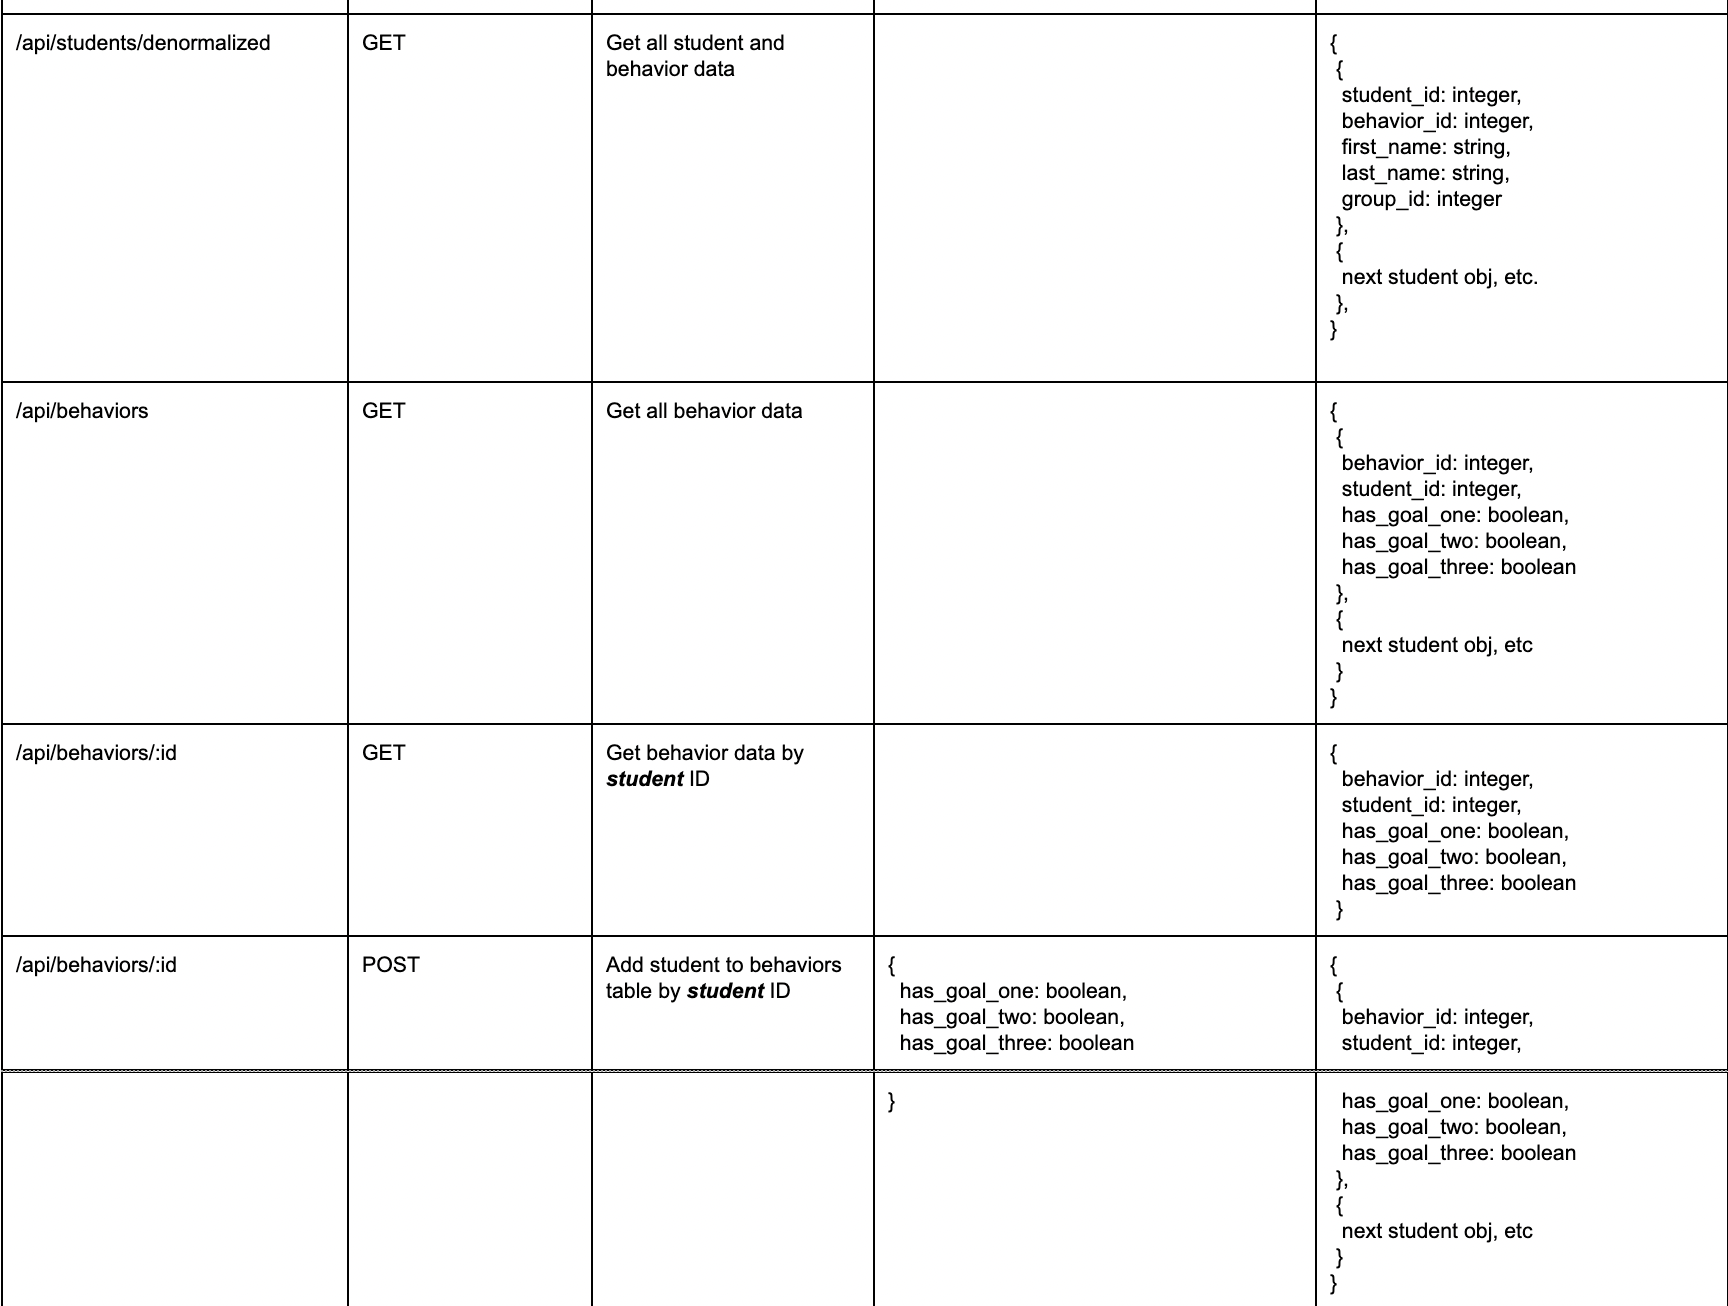 /api/students/denormalized
GET
Get all student and
behavior data
{
{
student_id: integer,
behavior_id: integer,
first_name: string,
last_name: string,
group_id: integer
},
{
next student obj, etc.
},
}
/api/behaviors
GET
Get all behavior data
{
{
behavior_id: integer,
student_id: integer,
has_goal_one: boolean,
has_goal_two: boolean,
has_goal_three: boolean
},
{
next student obj, etc
}
}
/api/behaviors/:id
GET
Get behavior data by
student ID
{
behavior_id: integer,
student_id: integer,
has_goal_one: boolean,
has_goal_two: boolean,
has_goal_three: boolean
}
/api/behaviors/:id
POST
Add student to behaviors
table by student ID
{
has_goal_one: boolean,
has_goal_two: boolean,
has_goal_three: boolean
}
{
{
behavior_id: integer,
student_id: integer,
has_goal_one: boolean,
has_goal_two: boolean,
has_goal_three: boolean
},
{
next student obj, etc
}
}